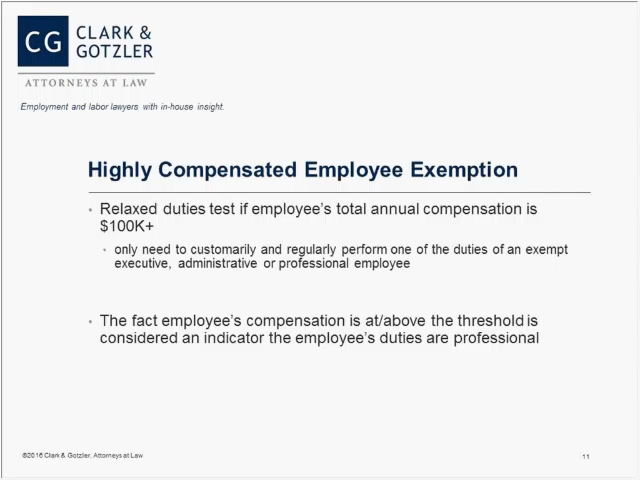 CG
CLARK &
GOTZLER
ATTORNEYS AT LAW
Employment and labor lawyers with in-house insight.
Highly Compensated Employee Exemption
• Relaxed duties test if employee's total annual compensation is
$100K+
• only need to customarily and regularly perform one of the duties of an exempt
executive, administrative or professional employee
• The fact employee's compensation is at/above the threshold is
considered an indicator the employee's duties are professional
©2016 Clark & Gotzler, Attorneys at Law
11